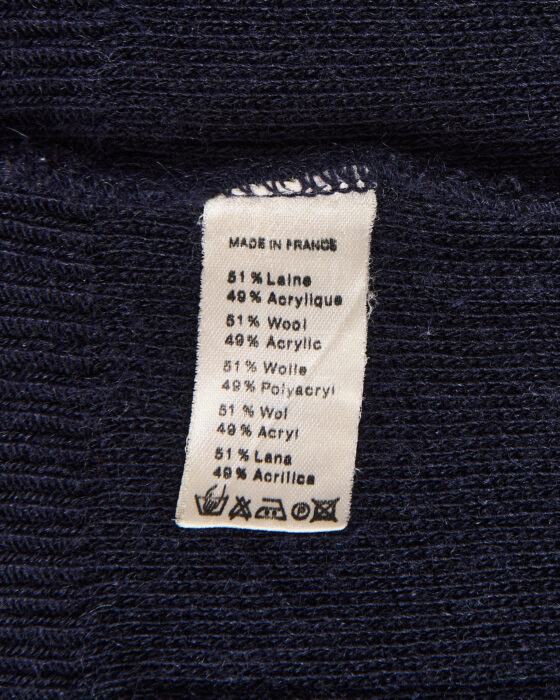 MADE IN FRANCE
51% Laine
49% Acrylique
51% Wool
49% Acrylic
51% Wolle
49% Polyacryl
51% Wol
49% Acryl
51% Lana
49% Acrilica